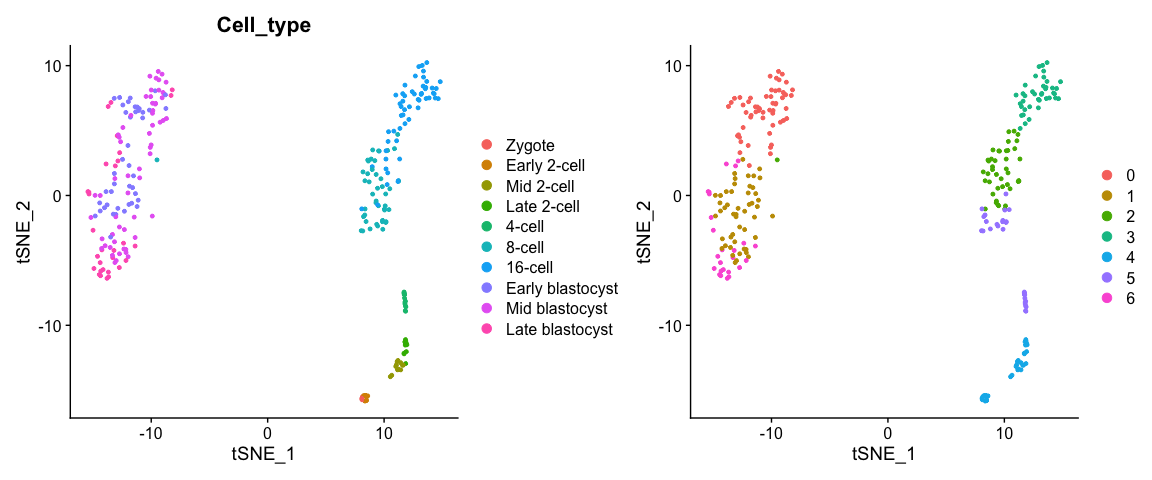 Cell_type
10
0
-10
tSNE_2
-10
0
10
tSNE_1
Zygote
Early 2-cell
Mid 2-cell
Late 2-cell
4-cell
8-cell
16-cell
Early blastocyst
Mid blastocyst
Late blastocyst
10
0
-10
tSNE_2
-10
0
10
tSNE_1
0
1
2
3
4
5
6